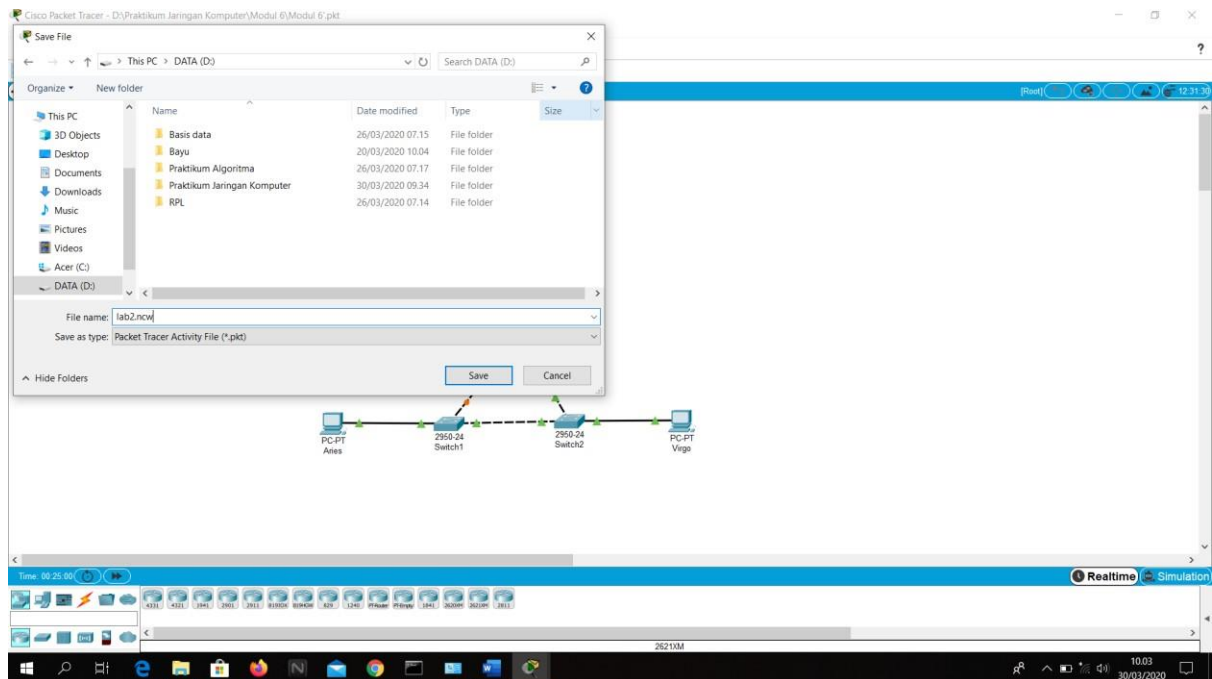 Cisco Packet Tracer - D:\Praktikum Jaringan Komputer\Modul 6\Modul 6'.pkt
Save File
This PC > DATA (D:)
Search DATA (D:)
Organize
New folder
?
[Root]
12:31:30
Name
Date modified
Type
Size
This PC
3D Objects
Desktop
Documents
Downloads
Music
Pictures
Videos
Acer (C:)
DATA (D:)
Basis data 26/03/2020 07.15 File folder
Bayu 20/03/2020 10.04 File folder
Praktikum Algoritma 26/03/2020 07.17 File folder
Praktikum Jaringan Komputer 30/03/2020 09.34 File folder
RPL 26/03/2020 07.14 File folder
File name: lab2.ncw
Save as type: Packet Tracer Activity File (*.pkt)
Hide Folders
Save
Cancel
PC-PT
Aries
2950-24
Switch1
2950-24
Switch2
PC-PT
Virgo
Time: 00:25:00
Realtime
Simulation
4331 4321 1941 2901 2911 819IOX 819HGW 829 1240 PT-Router PT-Empty 1841 2620XM 2621XM 2811
2621XM
10.03
30/03/2020